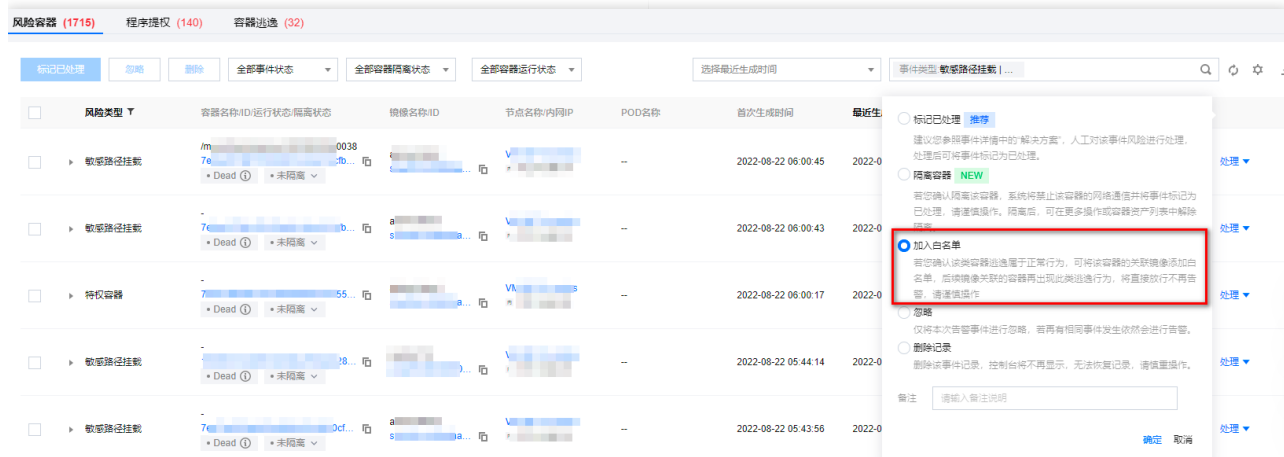 风险容器 (1715) 程序提权 (140) 容器逃逸 (32)
标记已处理 忽略 删除 全部事件状态 全部容器隔离状态 全部容器运行状态 选择最近生成时间 事件类型:敏感路径挂载 | ...
风险类型 容器名称/ID/运行状态/隔离状态 镜像名称/ID 节点名称/内网IP POD名称 首次生成时间 最近生
敏感路径挂载 -- 2022-08-22 06:00:45 2022-0 处理
/m 0038
7e fb...
Dead 未隔离
敏感路径挂载 -- 2022-08-22 06:00:43 2022-0 处理
-
7e b...
Dead 未隔离
特权容器 -- 2022-08-22 06:00:17 2022-0 处理
-
7 55...
Dead 未隔离
敏感路径挂载 -- 2022-08-22 05:44:14 2022-0 处理
-
28...
Dead 未隔离
敏感路径挂载 -- 2022-08-22 05:43:56 2022-0 处理
-
7e 0cf...
Dead 未隔离
标记已处理 推荐
建议您参照事件详情中的“解决方案”，人工对该事件风险进行处理，
处理后可将事件标记为已处理。
隔离容器 NEW
若您确认隔离该容器，系统将禁止该容器的网络通信并将事件标记为
已处理，请谨慎操作。隔离后，可在更多操作或容器资产列表中解除
隔离
加入白名单
若您确认该类容器逃逸属于正常行为，可将该容器的关联镜像添加白
名单，后续镜像关联的容器再出现此类逃逸行为，将直接放行不再告
警，请谨慎操作
忽略
仅将本次告警事件进行忽略，若再有相同事件发生依然会进行告警。
删除记录
删除该事件记录，控制台将不再显示，无法恢复记录，请慎重操作。
备注 请输入备注说明
确定 取消